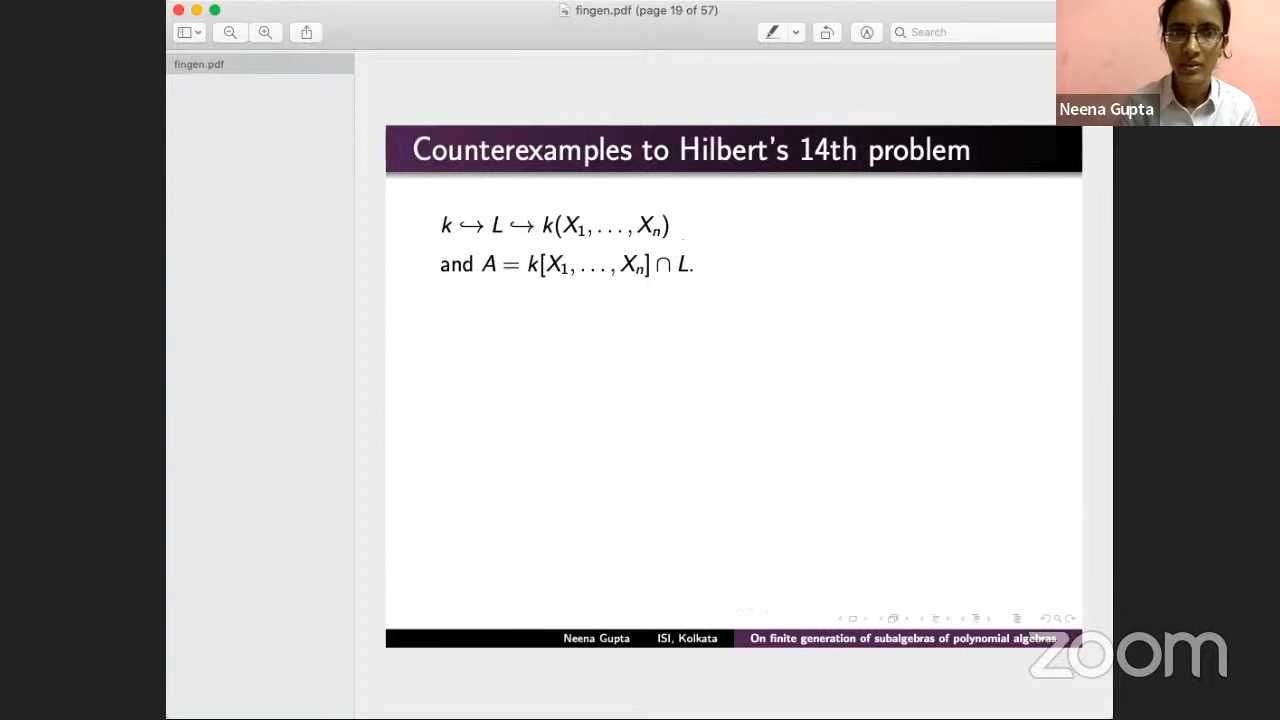 fingen.pdf (page 19 of 57)
Search
fingen.pdf
Neena Gupta
Counterexamples to Hilbert's 14th problem
k ↪ L ↪ k(X₁, . . . , Xₙ)
and A = k[X₁, . . . , Xₙ] ∩ L.
Neena Gupta ISI, Kolkata On finite generation of subalgebras of polynomial algebras
zoom